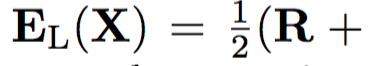 E_L(X) = 1/2(R +